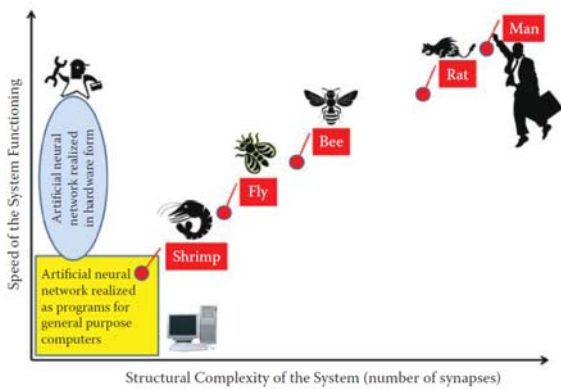 Man
Rat
Bee
Fly
Shrimp
Speed of the System Functioning
Artificial neural
network realized
in hardware form
Artificial neural
network realized
as programs for
general purpose
computers
Structural Complexity of the System (number of synapses)